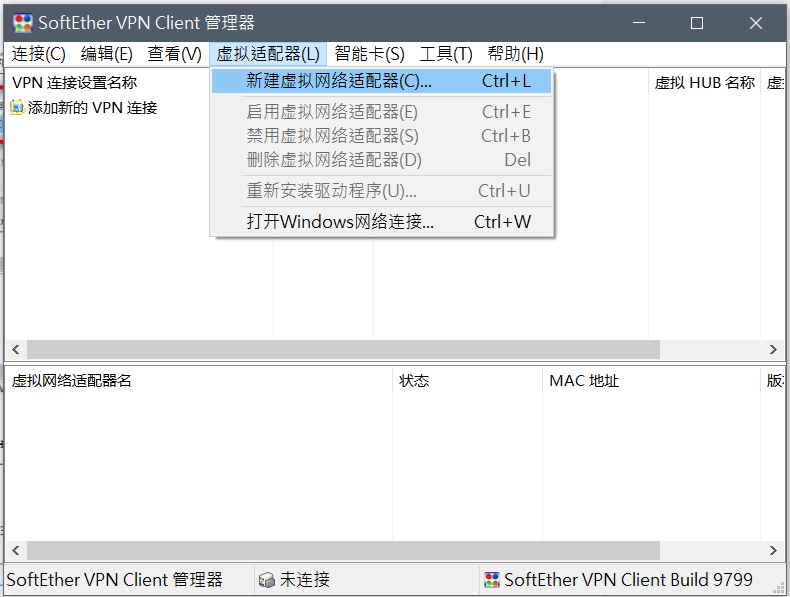 SoftEther VPN Client 管理器
连接(C) 编辑(E) 查看(V) 虚拟适配器(L) 智能卡(S) 工具(T) 帮助(H)
VPN 连接设置名称 虚拟 HUB 名称
添加新的 VPN 连接
新建虚拟网络适配器(C)... Ctrl+L
启用虚拟网络适配器(E) Ctrl+E
禁用虚拟网络适配器(S) Ctrl+B
删除虚拟网络适配器(D) Del
重新安装驱动程序(U)... Ctrl+U
打开Windows网络连接... Ctrl+W
虚拟网络适配器名 状态 MAC 地址
SoftEther VPN Client 管理器 未连接 SoftEther VPN Client Build 9799